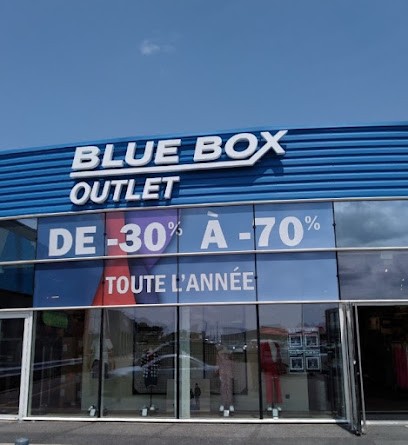 BLUE BOX
OUTLET
DE -30% À -70%
TOUTE L'ANNÉE